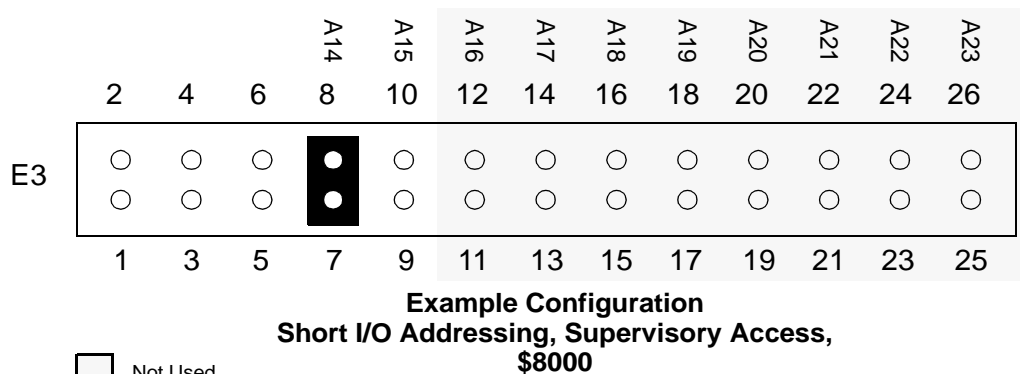 A14 A15 A16 A17 A18 A19 A20 A21 A22 A23
2 4 6 8 10 12 14 16 18 20 22 24 26
E3
1 3 5 7 9 11 13 15 17 19 21 23 25
Example Configuration
Short I/O Addressing, Supervisory Access,
$8000
Not Used